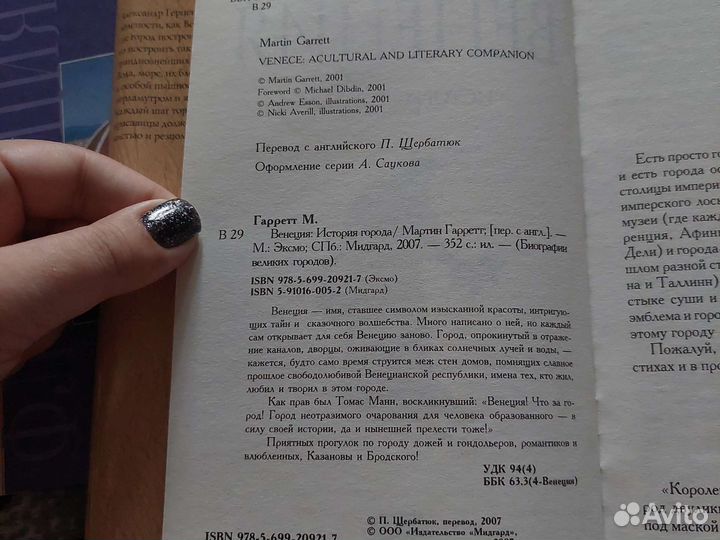 В 29
Martin Garrett
VENECE: ACULTURAL AND LITERARY COMPANION
© Martin Garrett, 2001
Foreword © Michael Dibdin, 2001
© Andrew Esson, illustrations, 2001
© Nicki Averill, illustrations, 2001
Перевод с английского П. Щербатюк
Оформление серии А. Саукова
Гарретт М.
В 29
Венеция: История города/ Мартин Гарретт; [пер. с англ.]. —
М.: Эксмо; СПб.: Мидгард, 2007. — 352 с.: ил. — (Биографии
великих городов).
ISBN 978-5-699-20921-7 (Эксмо)
ISBN 5-91016-005-2 (Мидгард)
Венеция — имя, ставшее символом изысканной красоты, интригую-
щих тайн и сказочного волшебства. Много написано о ней, но каждый
сам открывает для себя Венецию заново. Город, опрокинутый в отраже-
ние каналов, дворцы, оживающие в бликах солнечных лучей и воды, —
кажется, будто само время струится меж стен домов, помнящих славное
прошлое свободолюбивой Венецианской республики, имена тех, кто жил,
любил и творил в этом городе.
Как прав был Томас Манн, воскликнувший: «Венеция! Что за го-
род! Город неотразимого очарования для человека образованного — в
силу своей истории, да и нынешней прелести тоже!»
Приятных прогулок по городу дожей и гондольеров, романтиков и
влюбленных, Казановы и Бродского!
УДК 94(4)
ББК 63.3(4-Венеция)
© П. Щербатюк, перевод, 2007
© ООО «Издательство «Мидгард»,
ISBN 978-5-699-20921-7
Есть просто г
и есть города ос
столицы импери
имперского лос
музеи (где каж
ренция, Афин
Дели) и города
шлом разной ст
на и Таллинн)
стыке суши и
эмблема и горо
этому городу
Пожалуй,
стихах и в про
«Короле
род
под маской
Avito